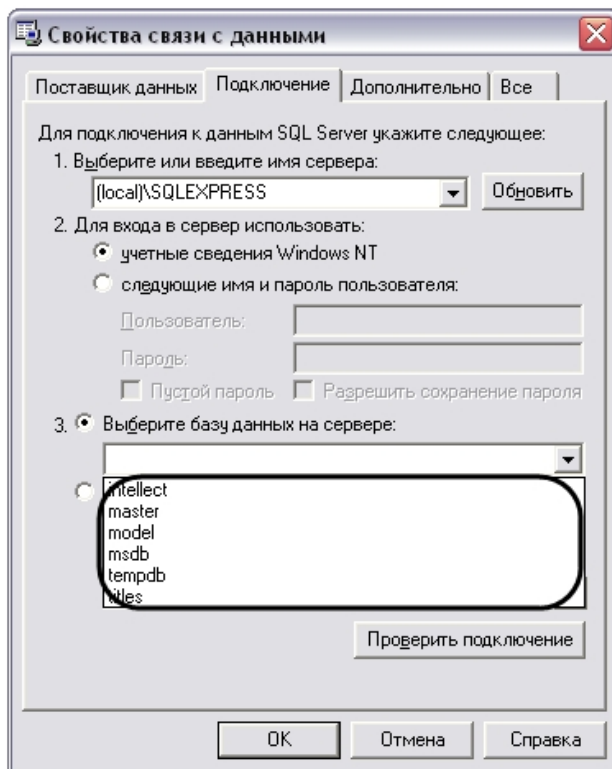 Свойства связи с данными
Поставщик данных Подключение Дополнительно Все
Для подключения к данным SQL Server укажите следующее:
1. Выберите или введите имя сервера:
(local)\SQLEXPRESS Обновить
2. Для входа в сервер использовать:
учетные сведения Windows NT
следующие имя и пароль пользователя:
Пользователь:
Пароль:
Пустой пароль Разрешить сохранение пароля
3. Выберите базу данных на сервере:
intellect
master
model
msdb
tempdb
titles
Проверить подключение
OK Отмена Справка